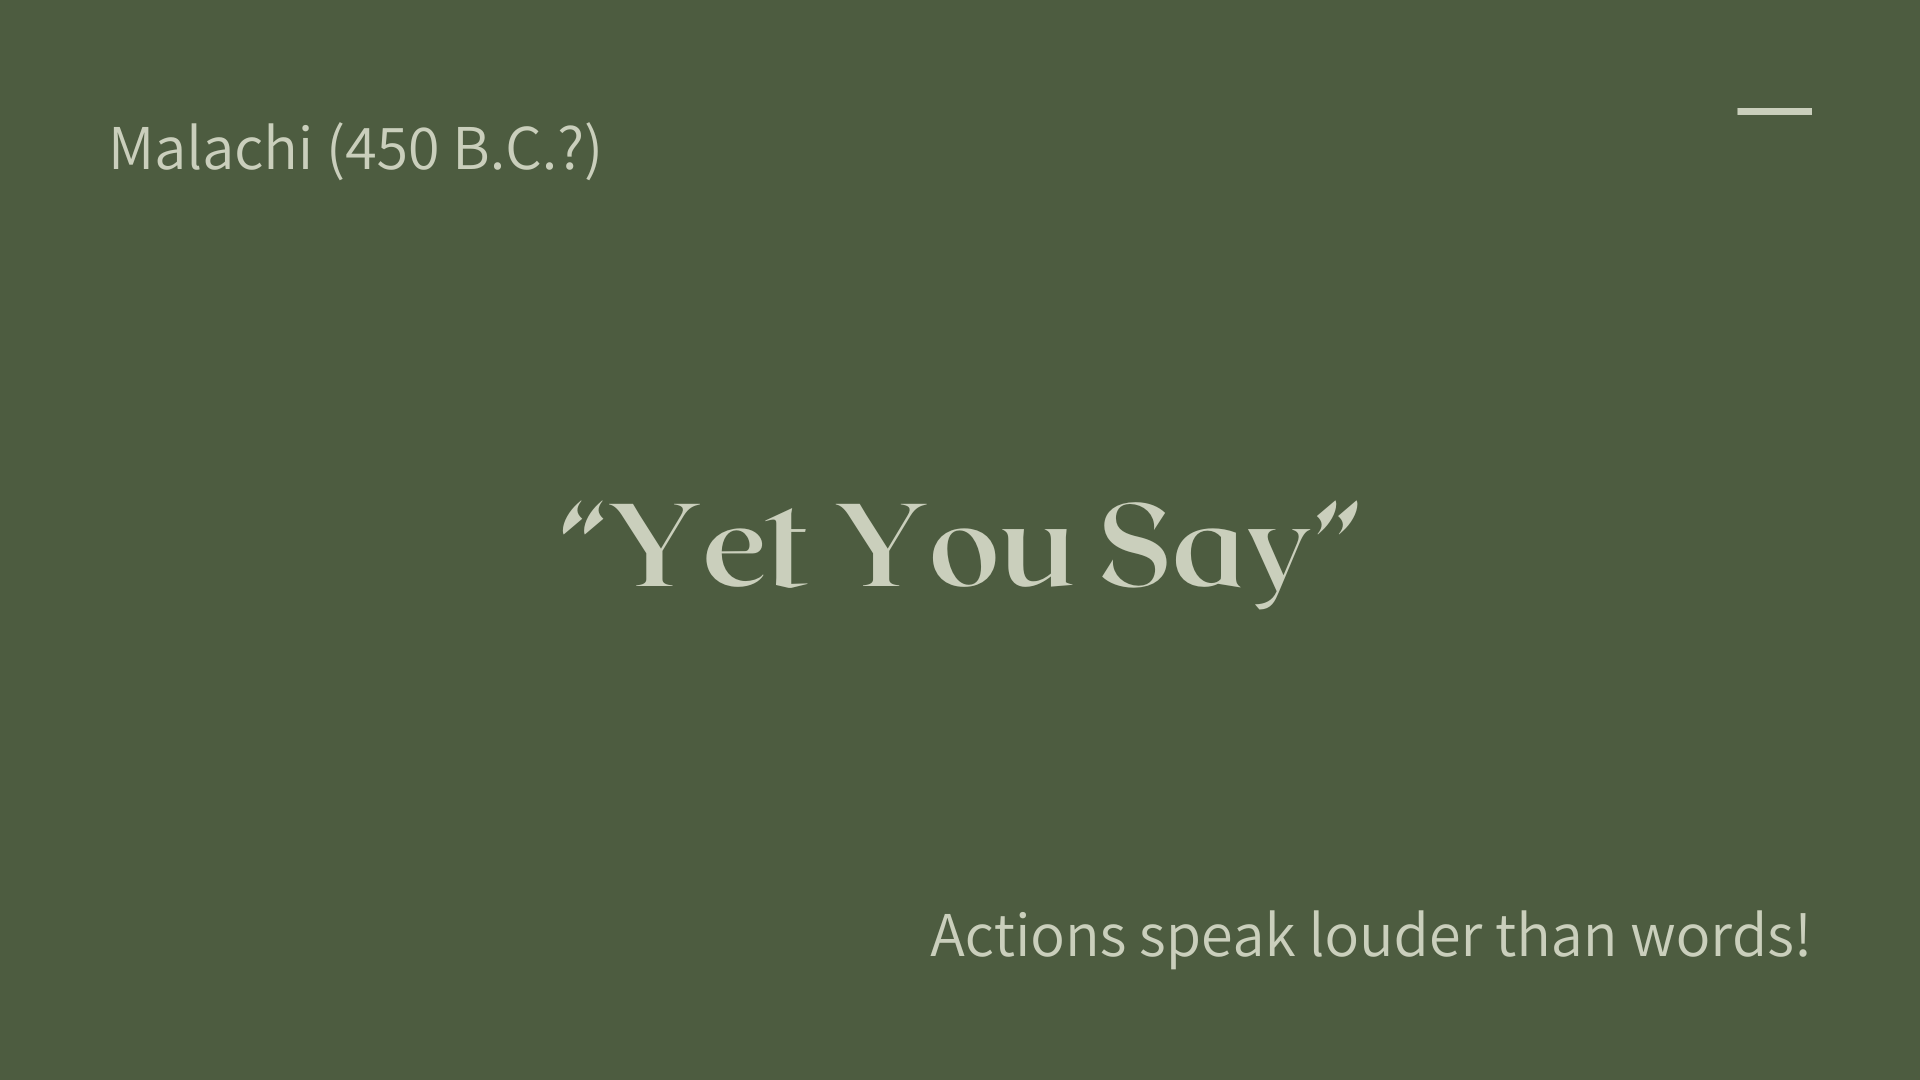 Malachi (450 B.C.?)
“Yet You Say”
Actions speak louder than words!